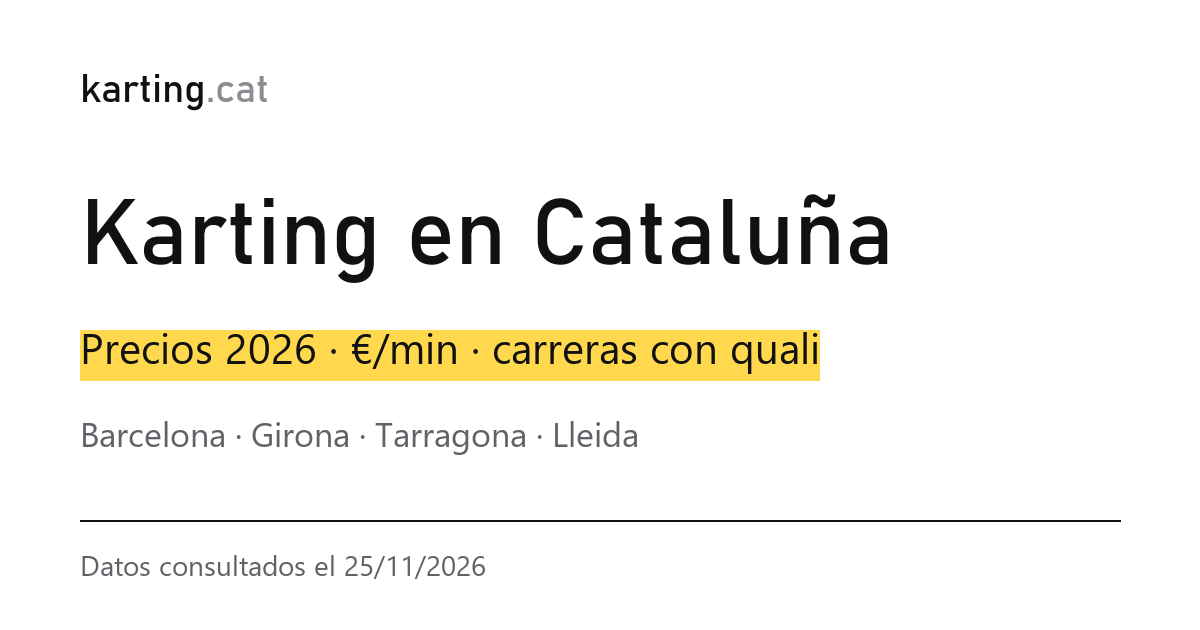 karting.cat
Karting en Cataluña
Precios 2026 · €/min · carreras con quali
Barcelona · Girona · Tarragona · Lleida
Datos consultados el 25/11/2026